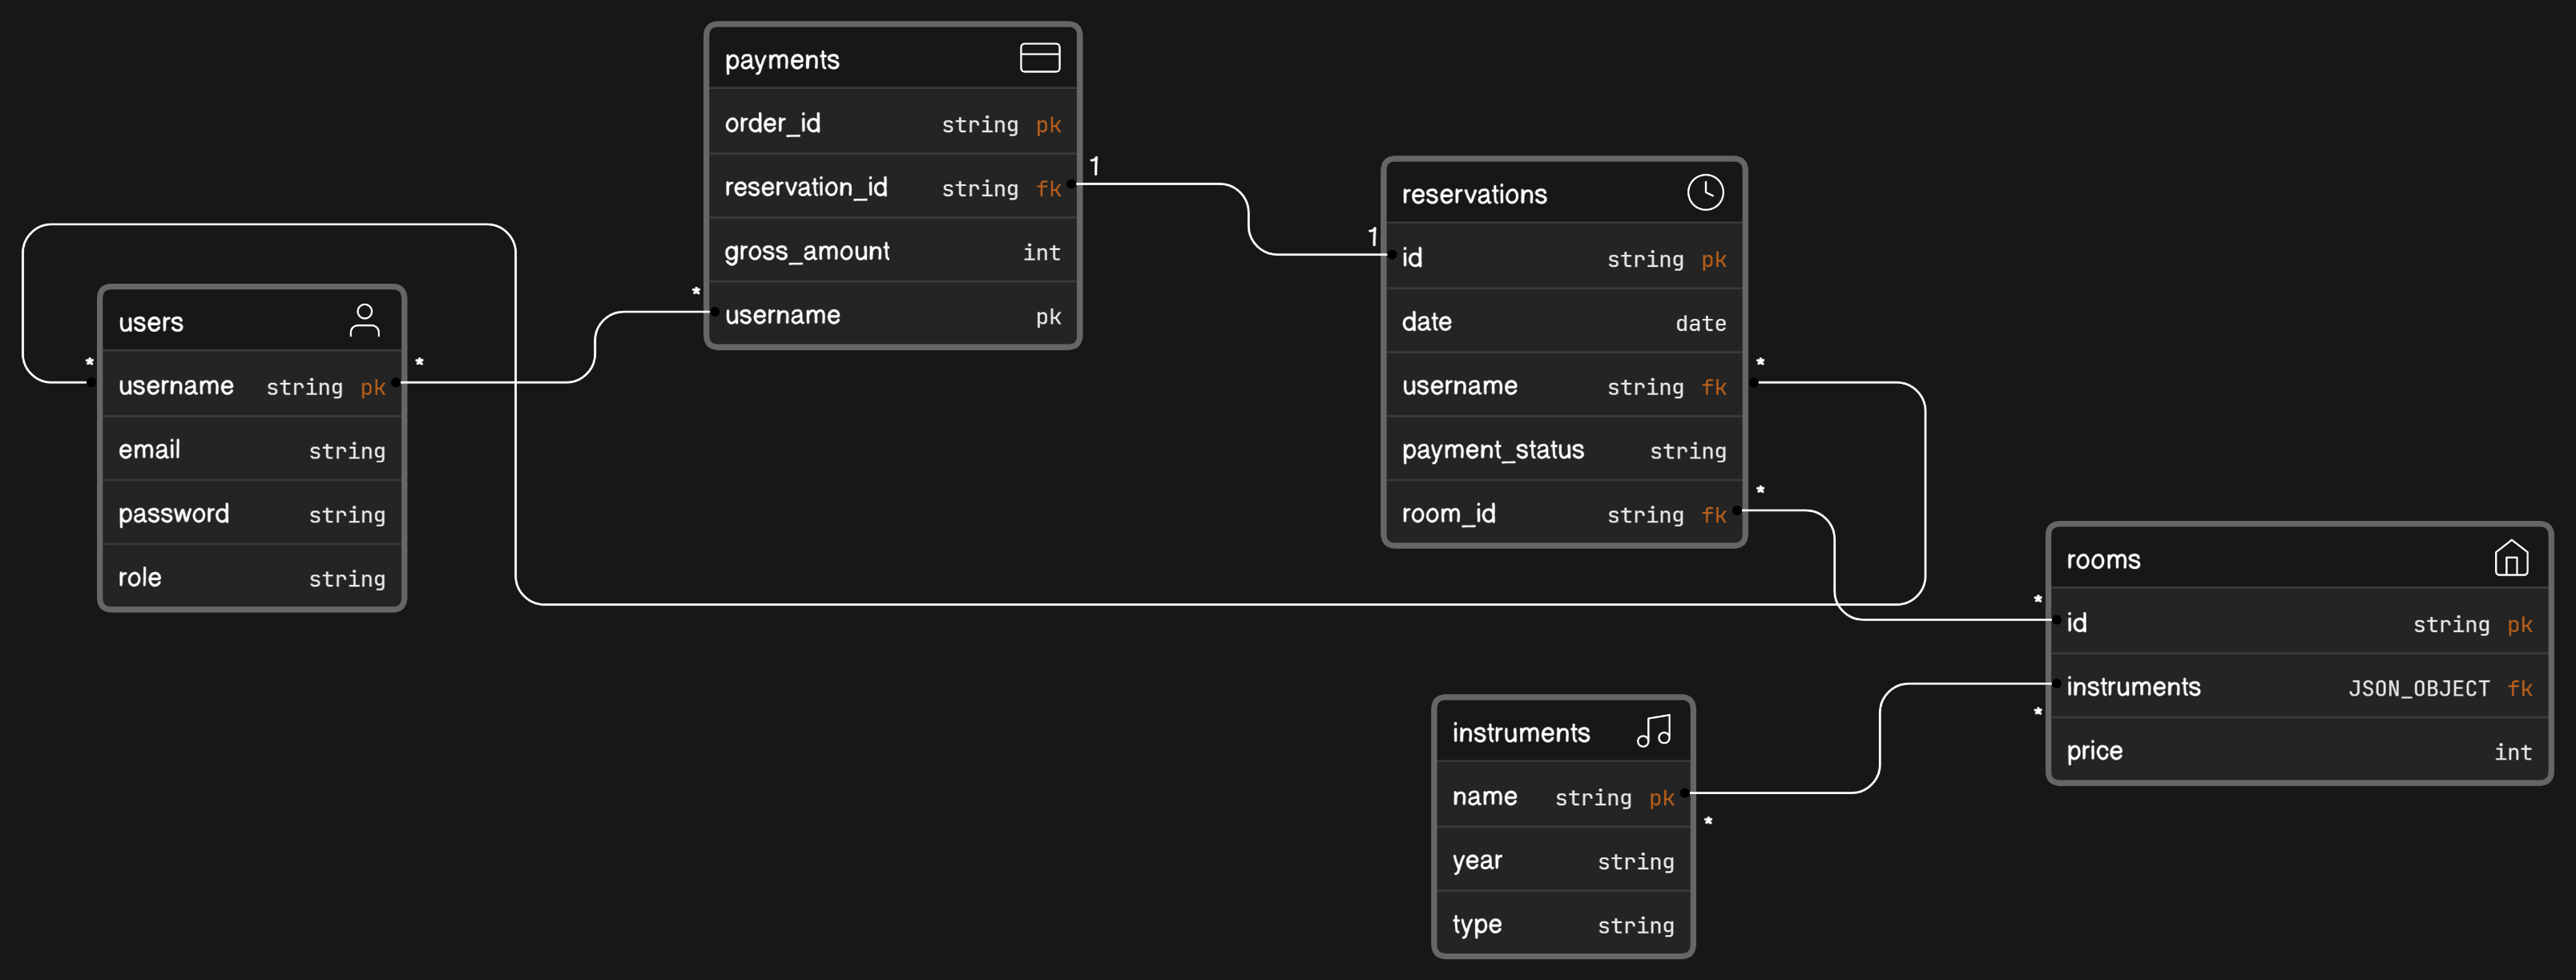 payments
order_id string pk
reservation_id string fk
1
gross_amount int
*
username pk
users
*
username string pk
*
email string
password string
role string
reservations
1
id string pk
date date
username string fk
*
payment_status string
room_id string fk
*
rooms
*
id string pk
instruments JSON_OBJECT fk
*
price int
instruments
name string pk
*
year string
type string